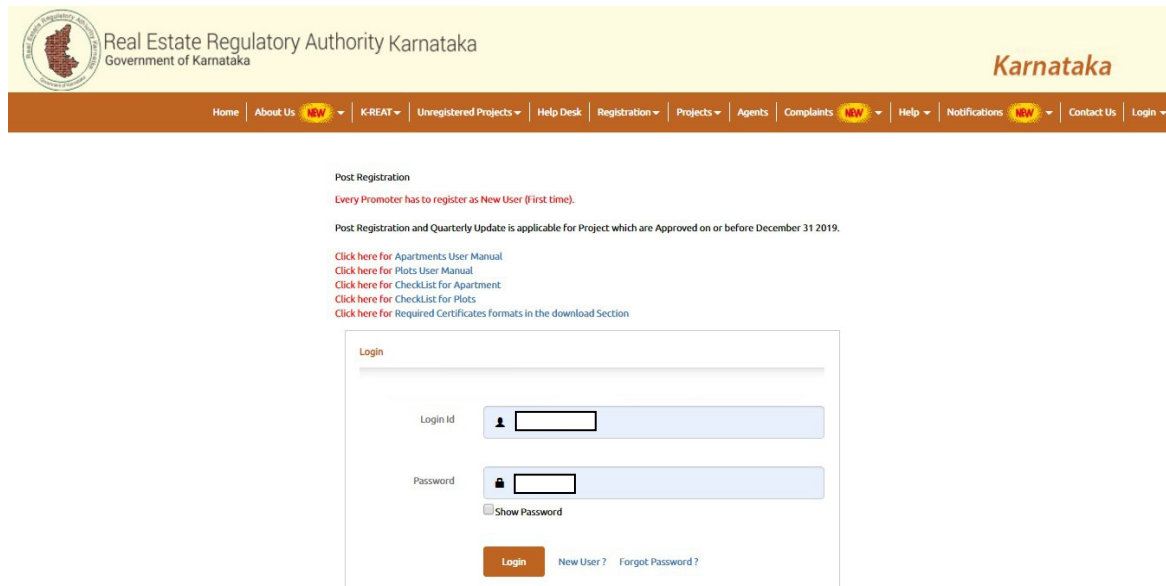 Real Estate Regulatory Authority Karnataka
Government of Karnataka
Karnataka
Home About Us NEW K-REAT Unregistered Projects Help Desk Registration Projects Agents Complaints NEW Help Notifications NEW Contact Us Login
Post Registration
Every Promoter has to register as New User (First time).
Post Registration and Quarterly Update is applicable for Project which are Approved on or before December 31 2019.
Click here for Apartments User Manual
Click here for Plots User Manual
Click here for CheckList for Apartment
Click here for CheckList for Plots
Click here for Required Certificates formats in the download Section
Login
Login Id
Password
Show Password
Login New User ? Forgot Password ?